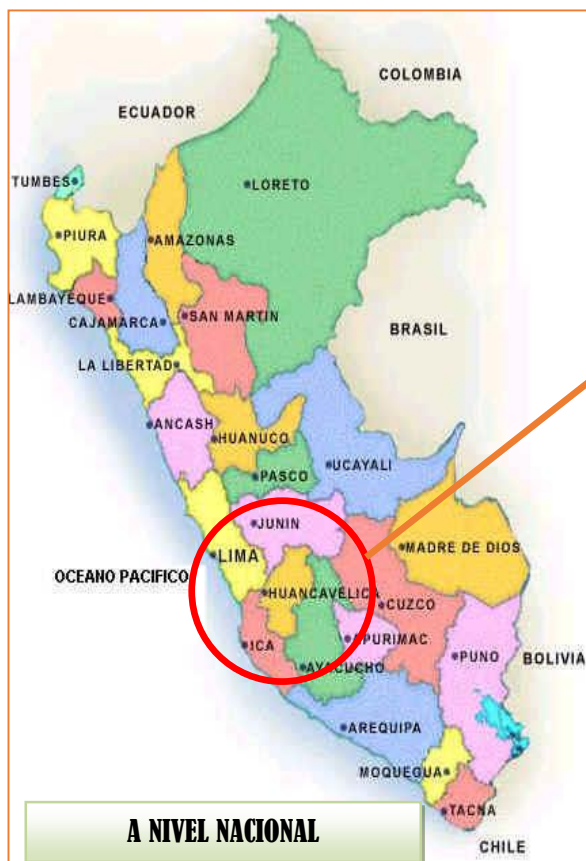 COLOMBIA
ECUADOR
TUMBES
LORETO
PIURA
AMAZONAS
LAMBAYEQUE
SAN MARTIN
CAJAMARCA
BRASIL
LA LIBERTAD
ANCASH
HUANUCO
UCAYALI
PASCO
JUNIN
MADRE DE DIOS
LIMA
OCEANO PACIFICO
HUANCAVELICA
CUZCO
APURIMAC
ICA
PUNO
BOLIVIA
AYACUCHO
AREQUIPA
MOQUEGUA
TACNA
A NIVEL NACIONAL
CHILE